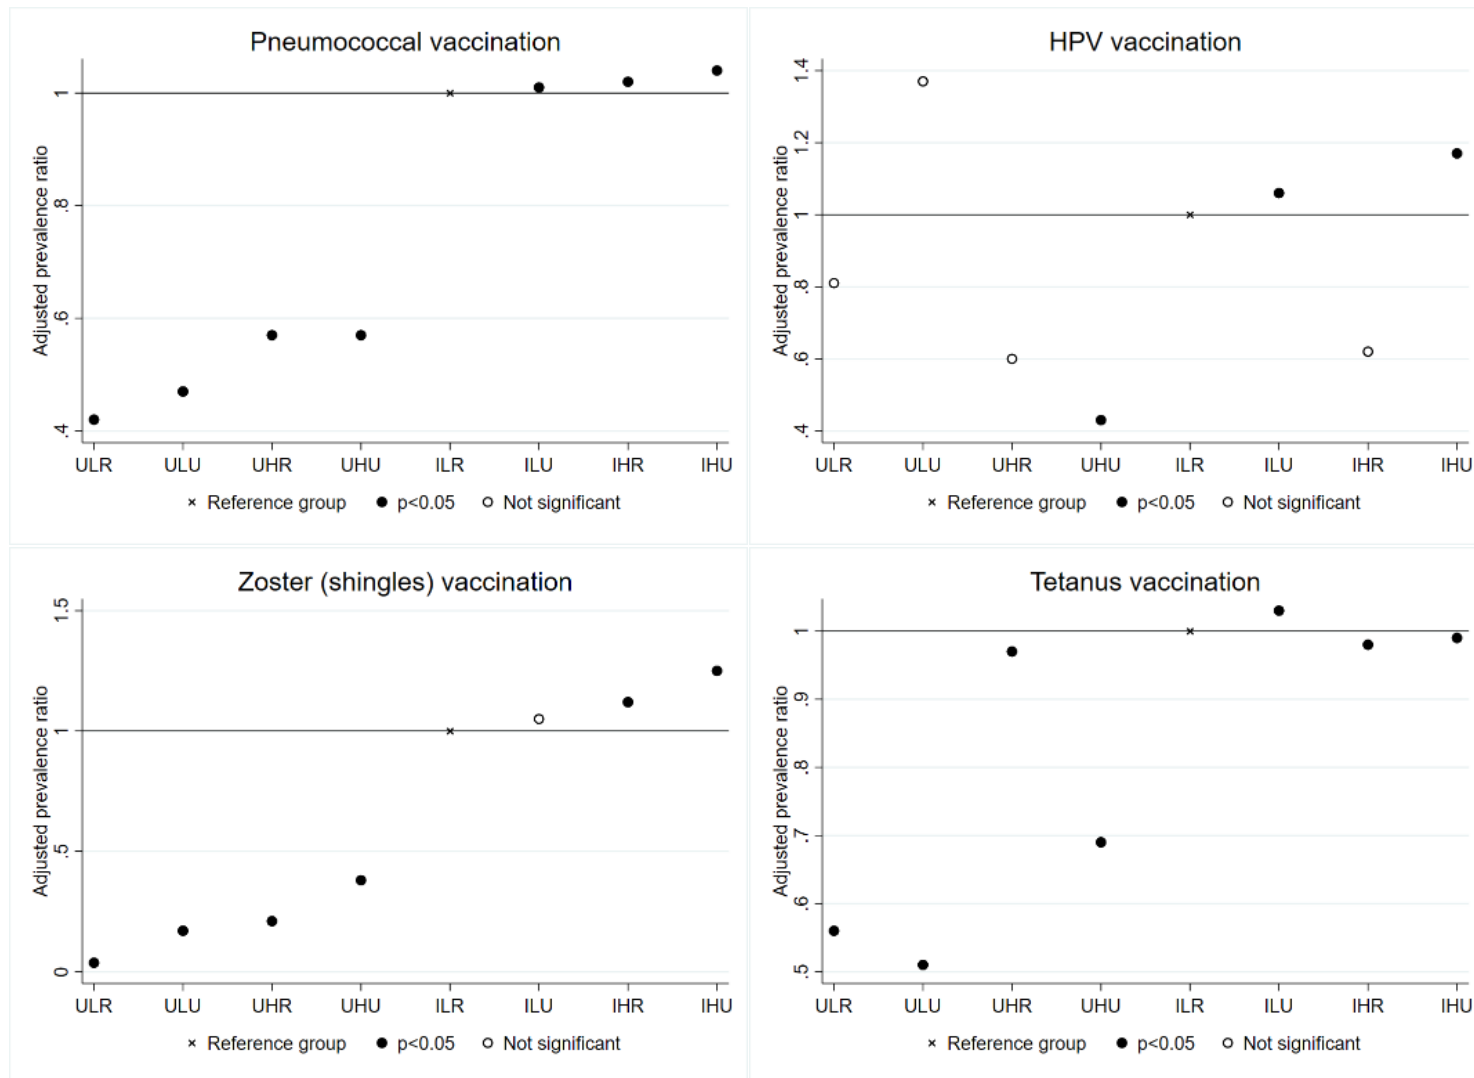 Pneumococcal vaccination
Adjusted prevalence ratio
1
.8
.6
.4
ULR ULU UHR UHU ILR ILU IHR IHU
× Reference group ● p<0.05 ○ Not significant
HPV vaccination
Adjusted prevalence ratio
1.4
1.2
1
.8
.6
.4
ULR ULU UHR UHU ILR ILU IHR IHU
× Reference group ● p<0.05 ○ Not significant
Zoster (shingles) vaccination
Adjusted prevalence ratio
1.5
1
.5
0
ULR ULU UHR UHU ILR ILU IHR IHU
× Reference group ● p<0.05 ○ Not significant
Tetanus vaccination
Adjusted prevalence ratio
1
.9
.8
.7
.6
.5
ULR ULU UHR UHU ILR ILU IHR IHU
× Reference group ● p<0.05 ○ Not significant